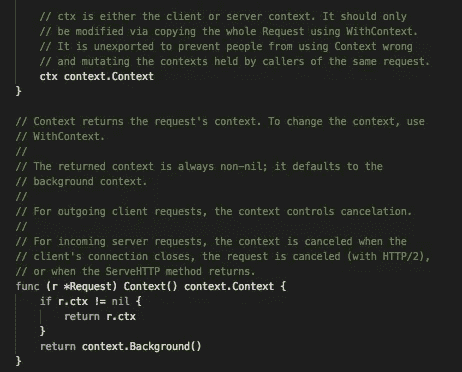 // ctx is either the client or server context. It should only
// be modified via copying the whole Request using WithContext.
// It is unexported to prevent people from using Context wrong
// and mutating the contexts held by callers of the same request.
ctx context.Context
}
// Context returns the request's context. To change the context, use
// WithContext.
//
// The returned context is always non-nil; it defaults to the
// background context.
//
// For outgoing client requests, the context controls cancelation.
//
// For incoming server requests, the context is canceled when the
// client's connection closes, the request is canceled (with HTTP/2),
// or when the ServeHTTP method returns.
func (r *Request) Context() context.Context {
if r.ctx != nil {
return r.ctx
}
return context.Background()
}